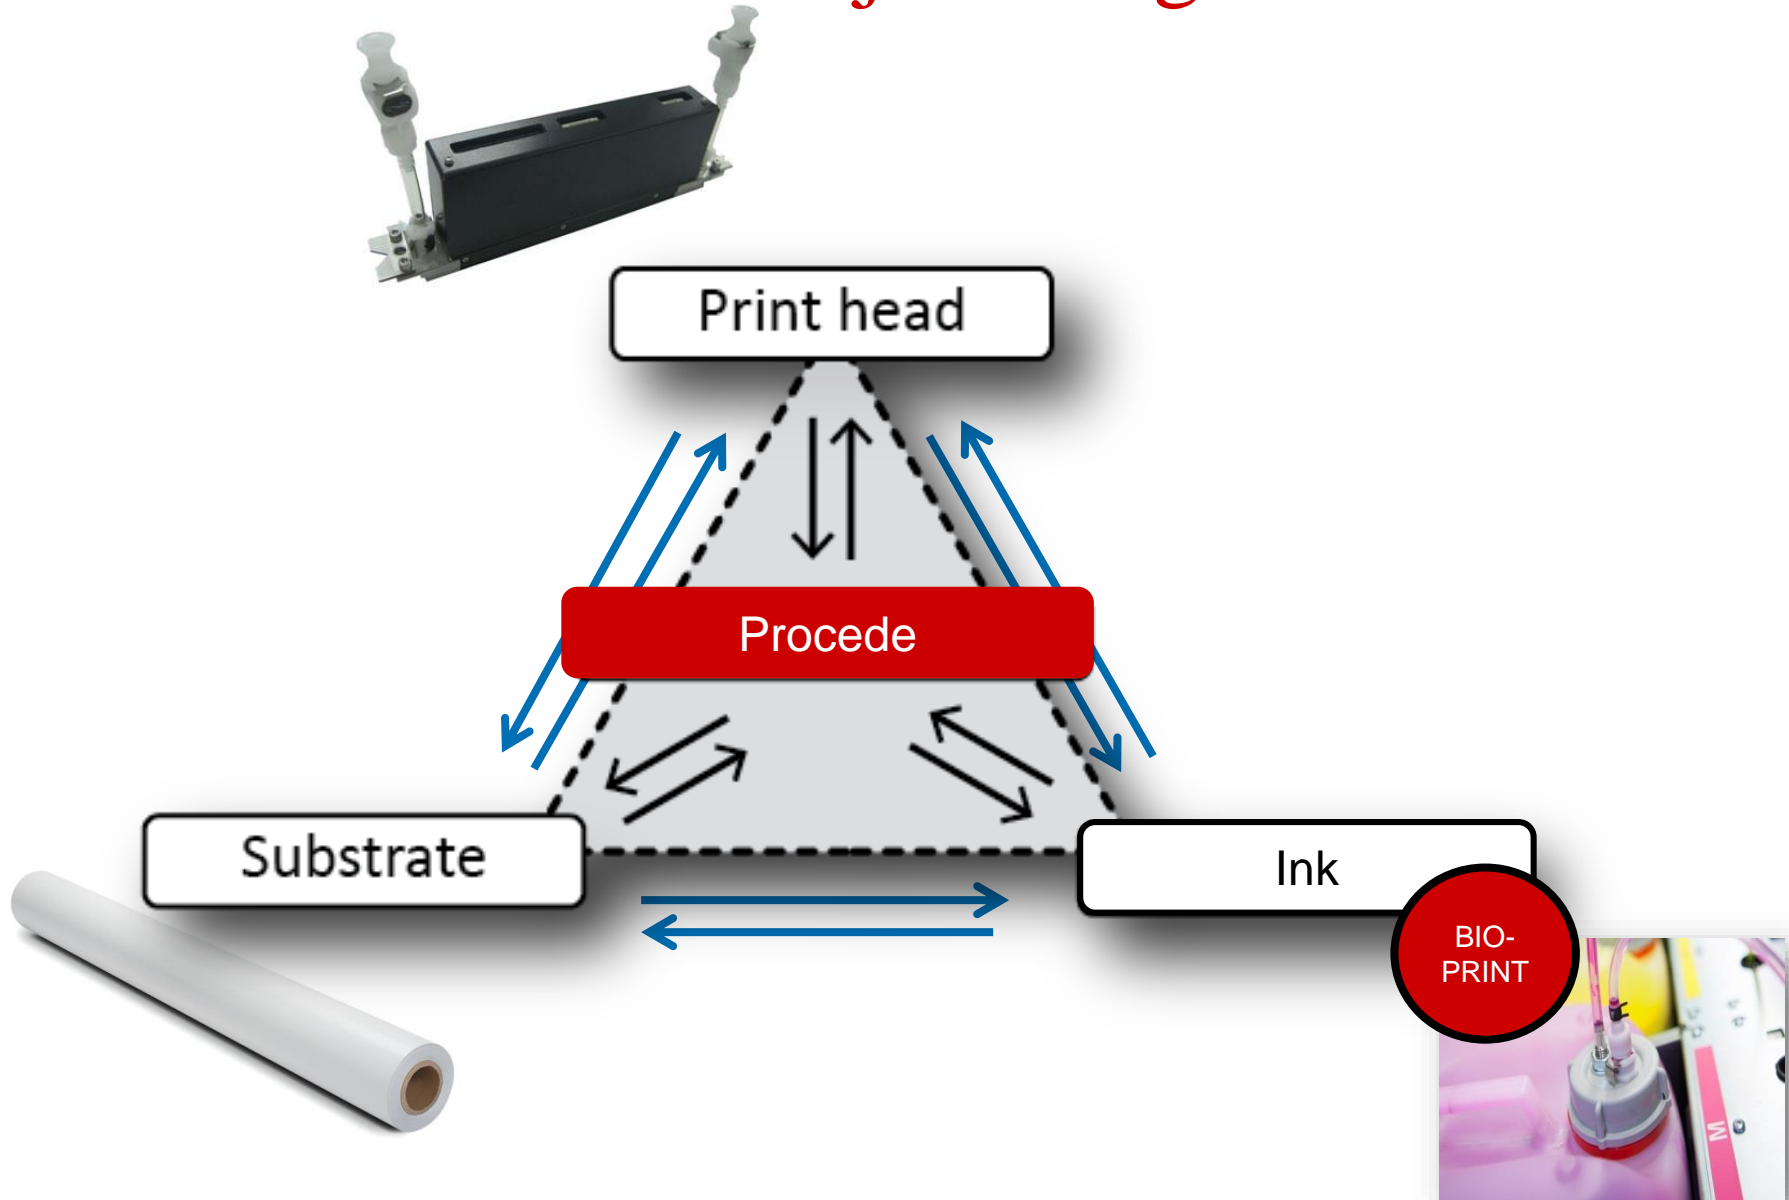 Print head
Procede
Substrate
Ink
BIO-
PRINT
M